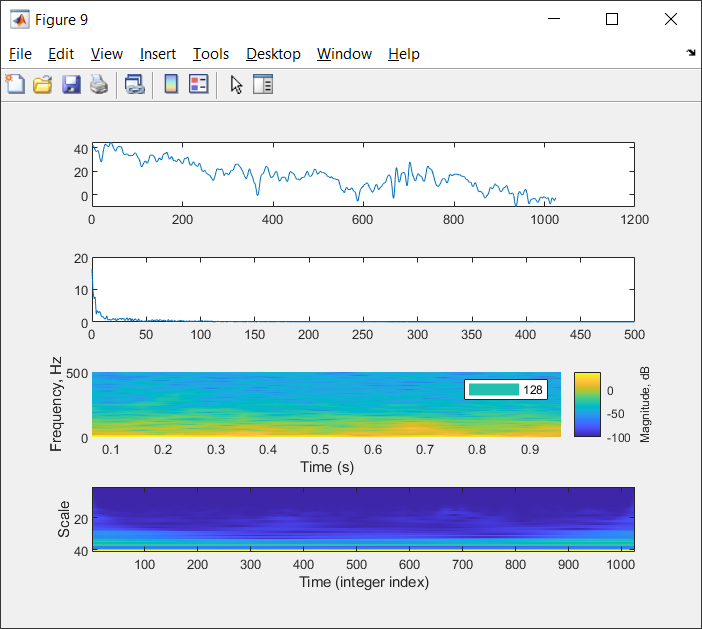 Figure 9
File Edit View Insert Tools Desktop Window Help
40
20
0
0 200 400 600 800 1000 1200
20
10
0
0 50 100 150 200 250 300 350 400 450 500
Frequency, Hz
500
0
128
0.1 0.2 0.3 0.4 0.5 0.6 0.7 0.8 0.9
Time (s)
0
-50
-100
Magnitude, dB
Scale
20
40
100 200 300 400 500 600 700 800 900 1000
Time (integer index)